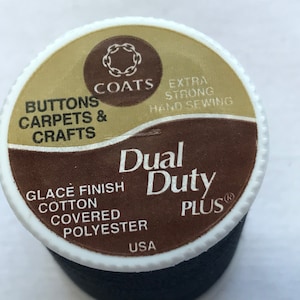 COATS
EXTRA
STRONG
HAND SEWING
BUTTONS
CARPETS &
CRAFTS
Dual
Duty
PLUS®
GLACÉ FINISH
COTTON
COVERED
POLYESTER
USA